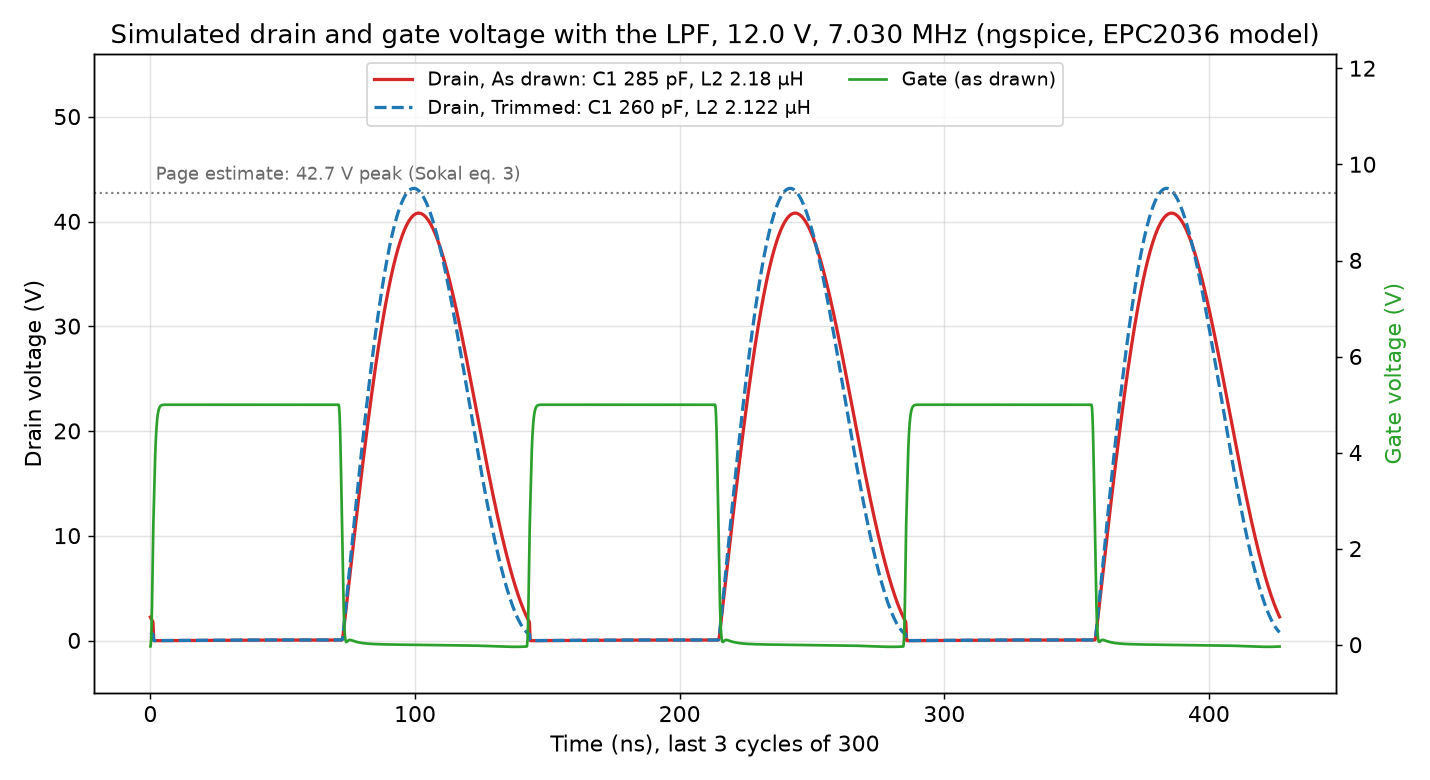 Simulated drain and gate voltage with the LPF, 12.0 V, 7.030 MHz (ngspice, EPC2036 model)
Drain, As drawn: C1 285 pF, L2 2.18 µH
Drain, Trimmed: C1 260 pF, L2 2.122 µH
Gate (as drawn)
Page estimate: 42.7 V peak (Sokal eq. 3)
Drain voltage (V)
50
40
30
20
10
0
12
10
8
6
4
2
0
Gate voltage (V)
0 100 200 300 400
Time (ns), last 3 cycles of 300